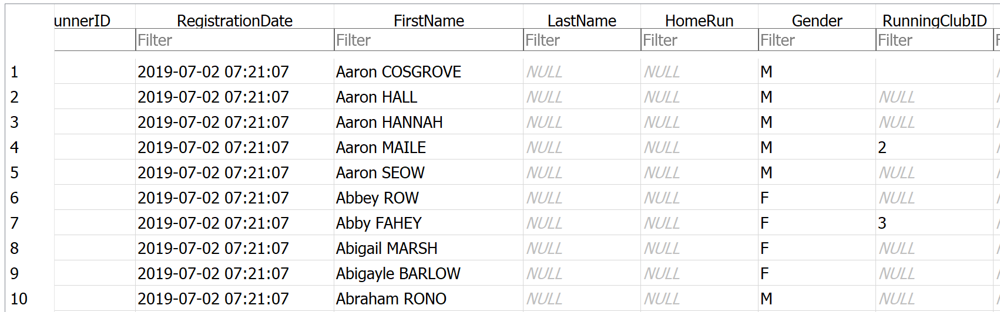 unnerID RegistrationDate FirstName LastName HomeRun Gender RunningClubID
Filter Filter Filter Filter Filter Filter
1 2019-07-02 07:21:07 Aaron COSGROVE NULL NULL M
2 2019-07-02 07:21:07 Aaron HALL NULL NULL M NULL
3 2019-07-02 07:21:07 Aaron HANNAH NULL NULL M NULL
4 2019-07-02 07:21:07 Aaron MAILE NULL NULL M 2
5 2019-07-02 07:21:07 Aaron SEOW NULL NULL M NULL
6 2019-07-02 07:21:07 Abbey ROW NULL NULL F NULL
7 2019-07-02 07:21:07 Abby FAHEY NULL NULL F 3
8 2019-07-02 07:21:07 Abigail MARSH NULL NULL F NULL
9 2019-07-02 07:21:07 Abigayle BARLOW NULL NULL F NULL
10 2019-07-02 07:21:07 Abraham RONO NULL NULL M NULL